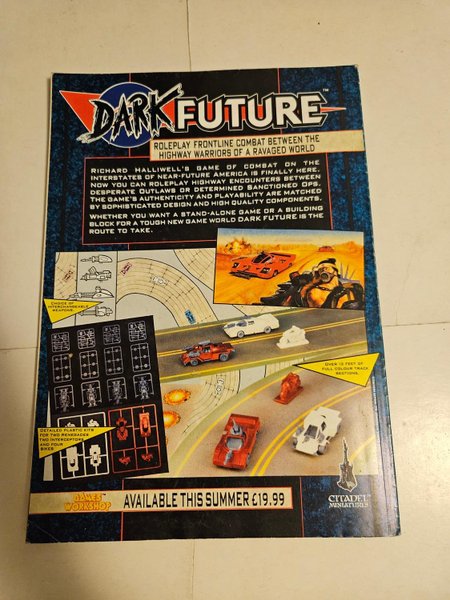 DARK FUTURE™
ROLEPLAY FRONTLINE COMBAT BETWEEN THE
HIGHWAY WARRIORS OF A RAVAGED WORLD
RICHARD HALLIWELL'S GAME OF COMBAT ON THE
INTERSTATES OF NEAR-FUTURE AMERICA IS FINALLY HERE.
NOW YOU CAN ROLEPLAY HIGHWAY ENCOUNTERS BETWEEN
DESPERATE OUTLAWS OR DETERMINED SANCTIONED OPS.
THE GAME'S AUTHENTICITY AND PLAYABILITY ARE MATCHED
BY SOPHISTICATED DESIGN AND HIGH QUALITY COMPONENTS.
WHETHER YOU WANT A STAND-ALONE GAME OR A BUILDING
BLOCK FOR A TOUGH NEW GAME WORLD DARK FUTURE IS THE
ROUTE TO TAKE.
CHOICE OF
INTERCHANGEABLE
WEAPONS.
OVER 13 FEET OF
FULL COLOUR TRACK
SECTIONS.
DETAILED PLASTIC KITS
FOR TWO RENEGADES
TWO INTERCEPTORS
AND FOUR
BIKES
GAMES
WORKSHOP
AVAILABLE THIS SUMMER £19.99
CITADEL™
MINIATURES